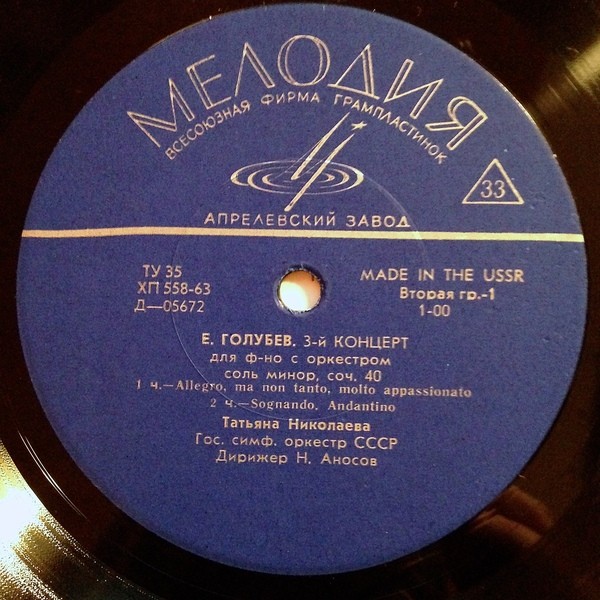 МЕЛОДИЯ
ВСЕСОЮЗНАЯ ФИРМА ГРАМПЛАСТИНОК
33
АПРЕЛЕВСКИЙ ЗАВОД
ТУ 35
ХП 558-63
Д—05672
MADE IN THE USSR
Вторая гр.-1
1-00
Е. ГОЛУБЕВ. 3-й КОНЦЕРТ
для ф-но с оркестром
соль минор, соч. 40
1 ч.—Allegro, ma non tanto, molto appassionato
2 ч.—Sognando. Andantino
Татьяна Николаева
Гос. симф. оркестр СССР
Дирижер Н. Аносов